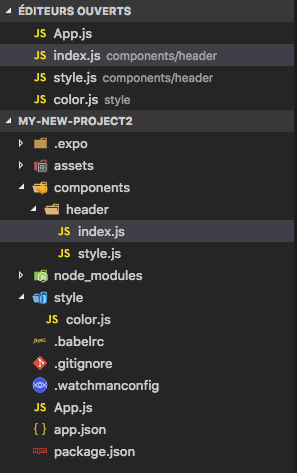 ÉDITEURS OUVERTS
JS App.js
JS index.js components/header
JS style.js components/header
JS color.js style
MY-NEW-PROJECT2
.expo
assets
components
header
JS index.js
JS style.js
node_modules
style
JS color.js
.babelrc
.gitignore
.watchmanconfig
JS App.js
{ } app.json
package.json